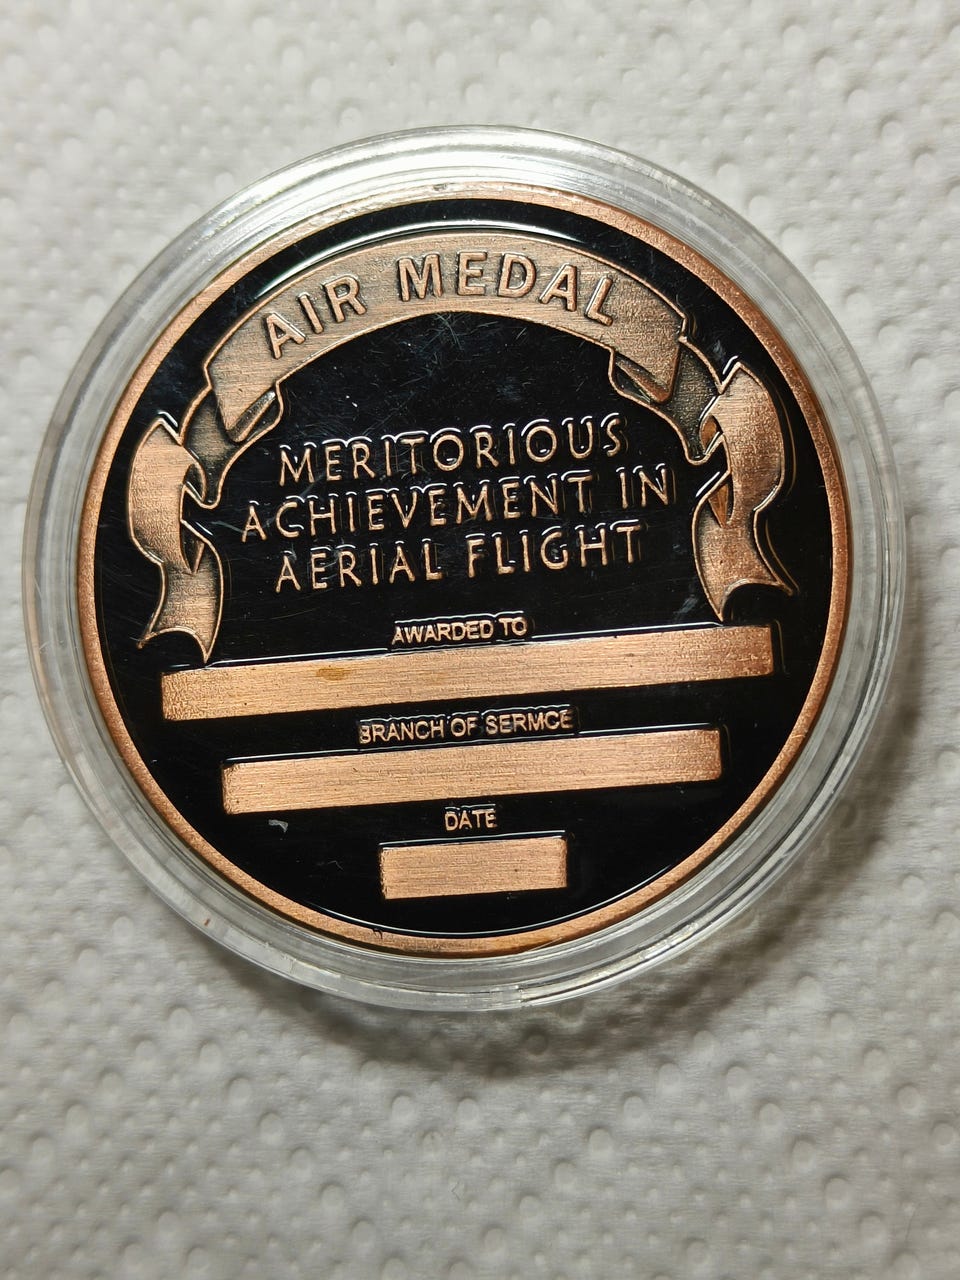 AIR MEDAL
MERITORIOUS
ACHIEVEMENT IN
AERIAL FLIGHT
AWARDED TO
BRANCH OF SERMCE
DATE